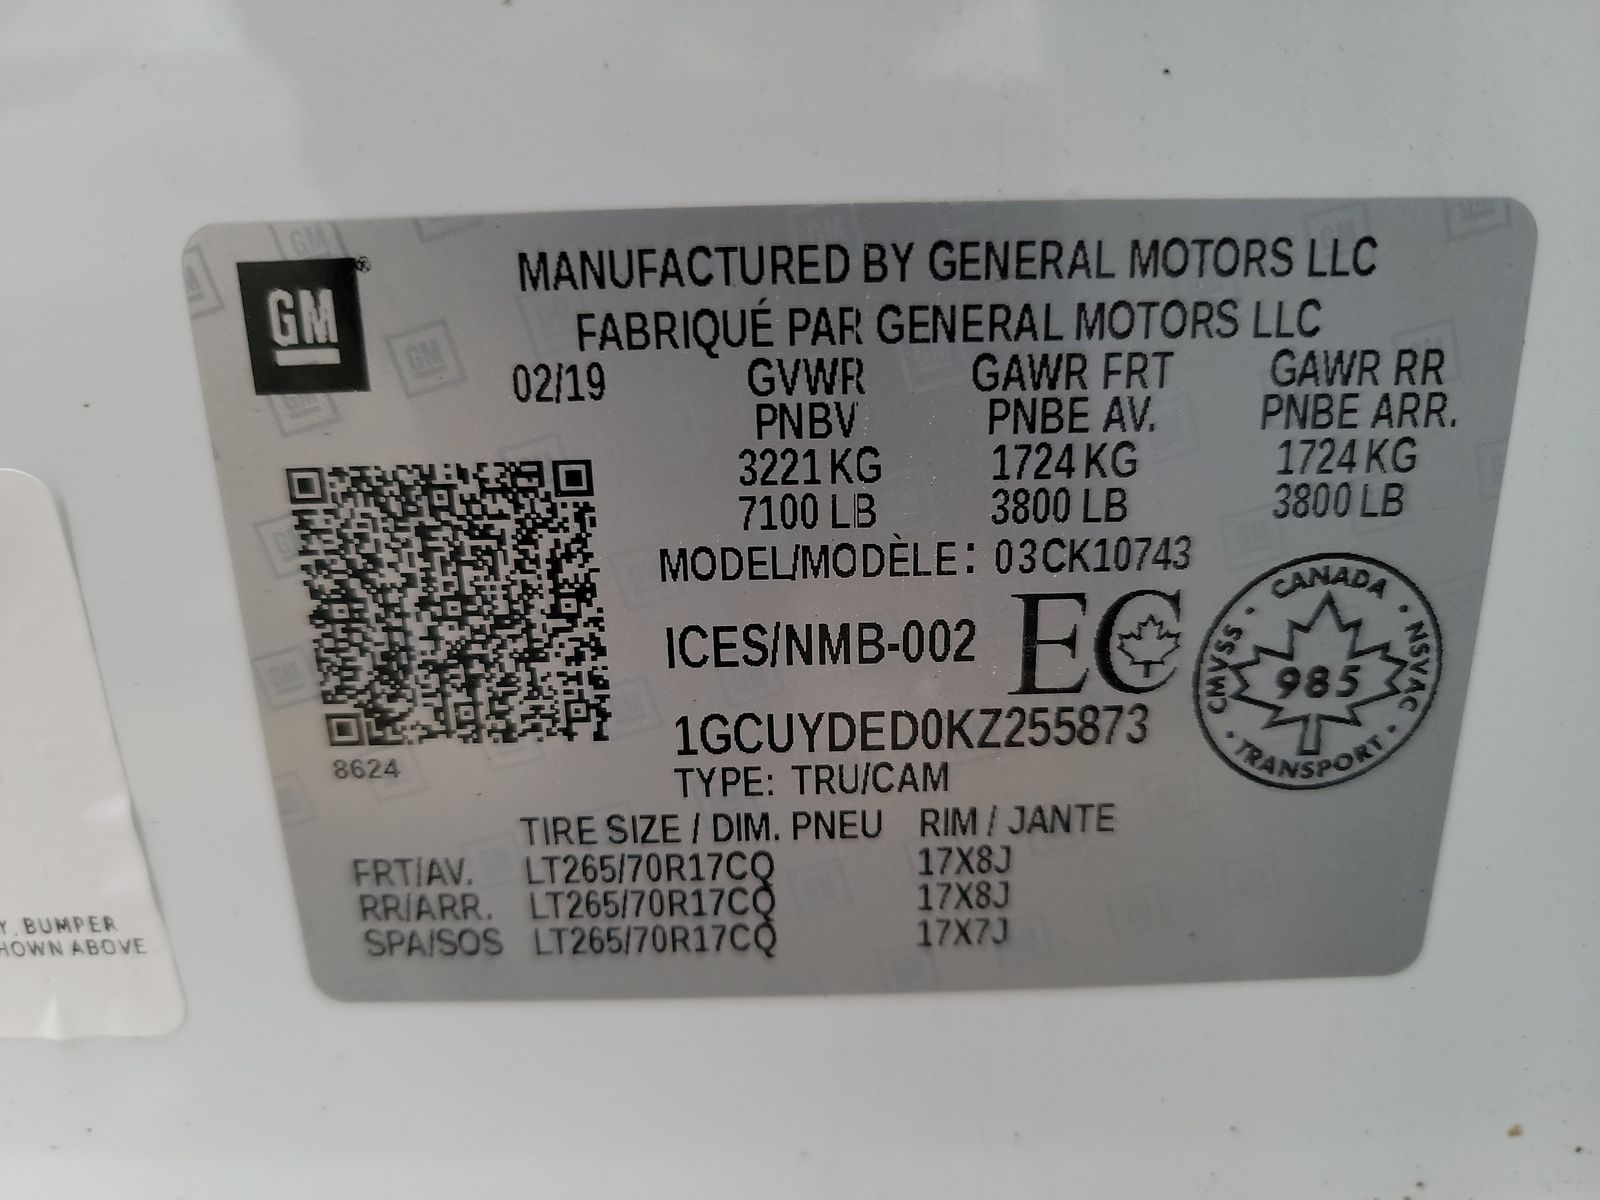 GM
MANUFACTURED BY GENERAL MOTORS LLC
FABRIQUÉ PAR GENERAL MOTORS LLC
02/19 GVWR GAWR FRT GAWR RR
PNBV PNBE AV. PNBE ARR.
3221 KG 1724 KG 1724 KG
7100 LB 3800 LB 3800 LB
MODEL/MODÈLE: 03CK10743
ICES/NMB-002 EC
CANADA
CMVSS 985 NSVAC
TRANSPORT
1GCUYDED0KZ255873
8624
TYPE: TRU/CAM
TIRE SIZE / DIM. PNEU RIM / JANTE
FRT/AV. LT265/70R17CQ 17X8J
RR/ARR. LT265/70R17CQ 17X8J
SPA/SOS LT265/70R17CQ 17X7J
BUMPER
ABOVE